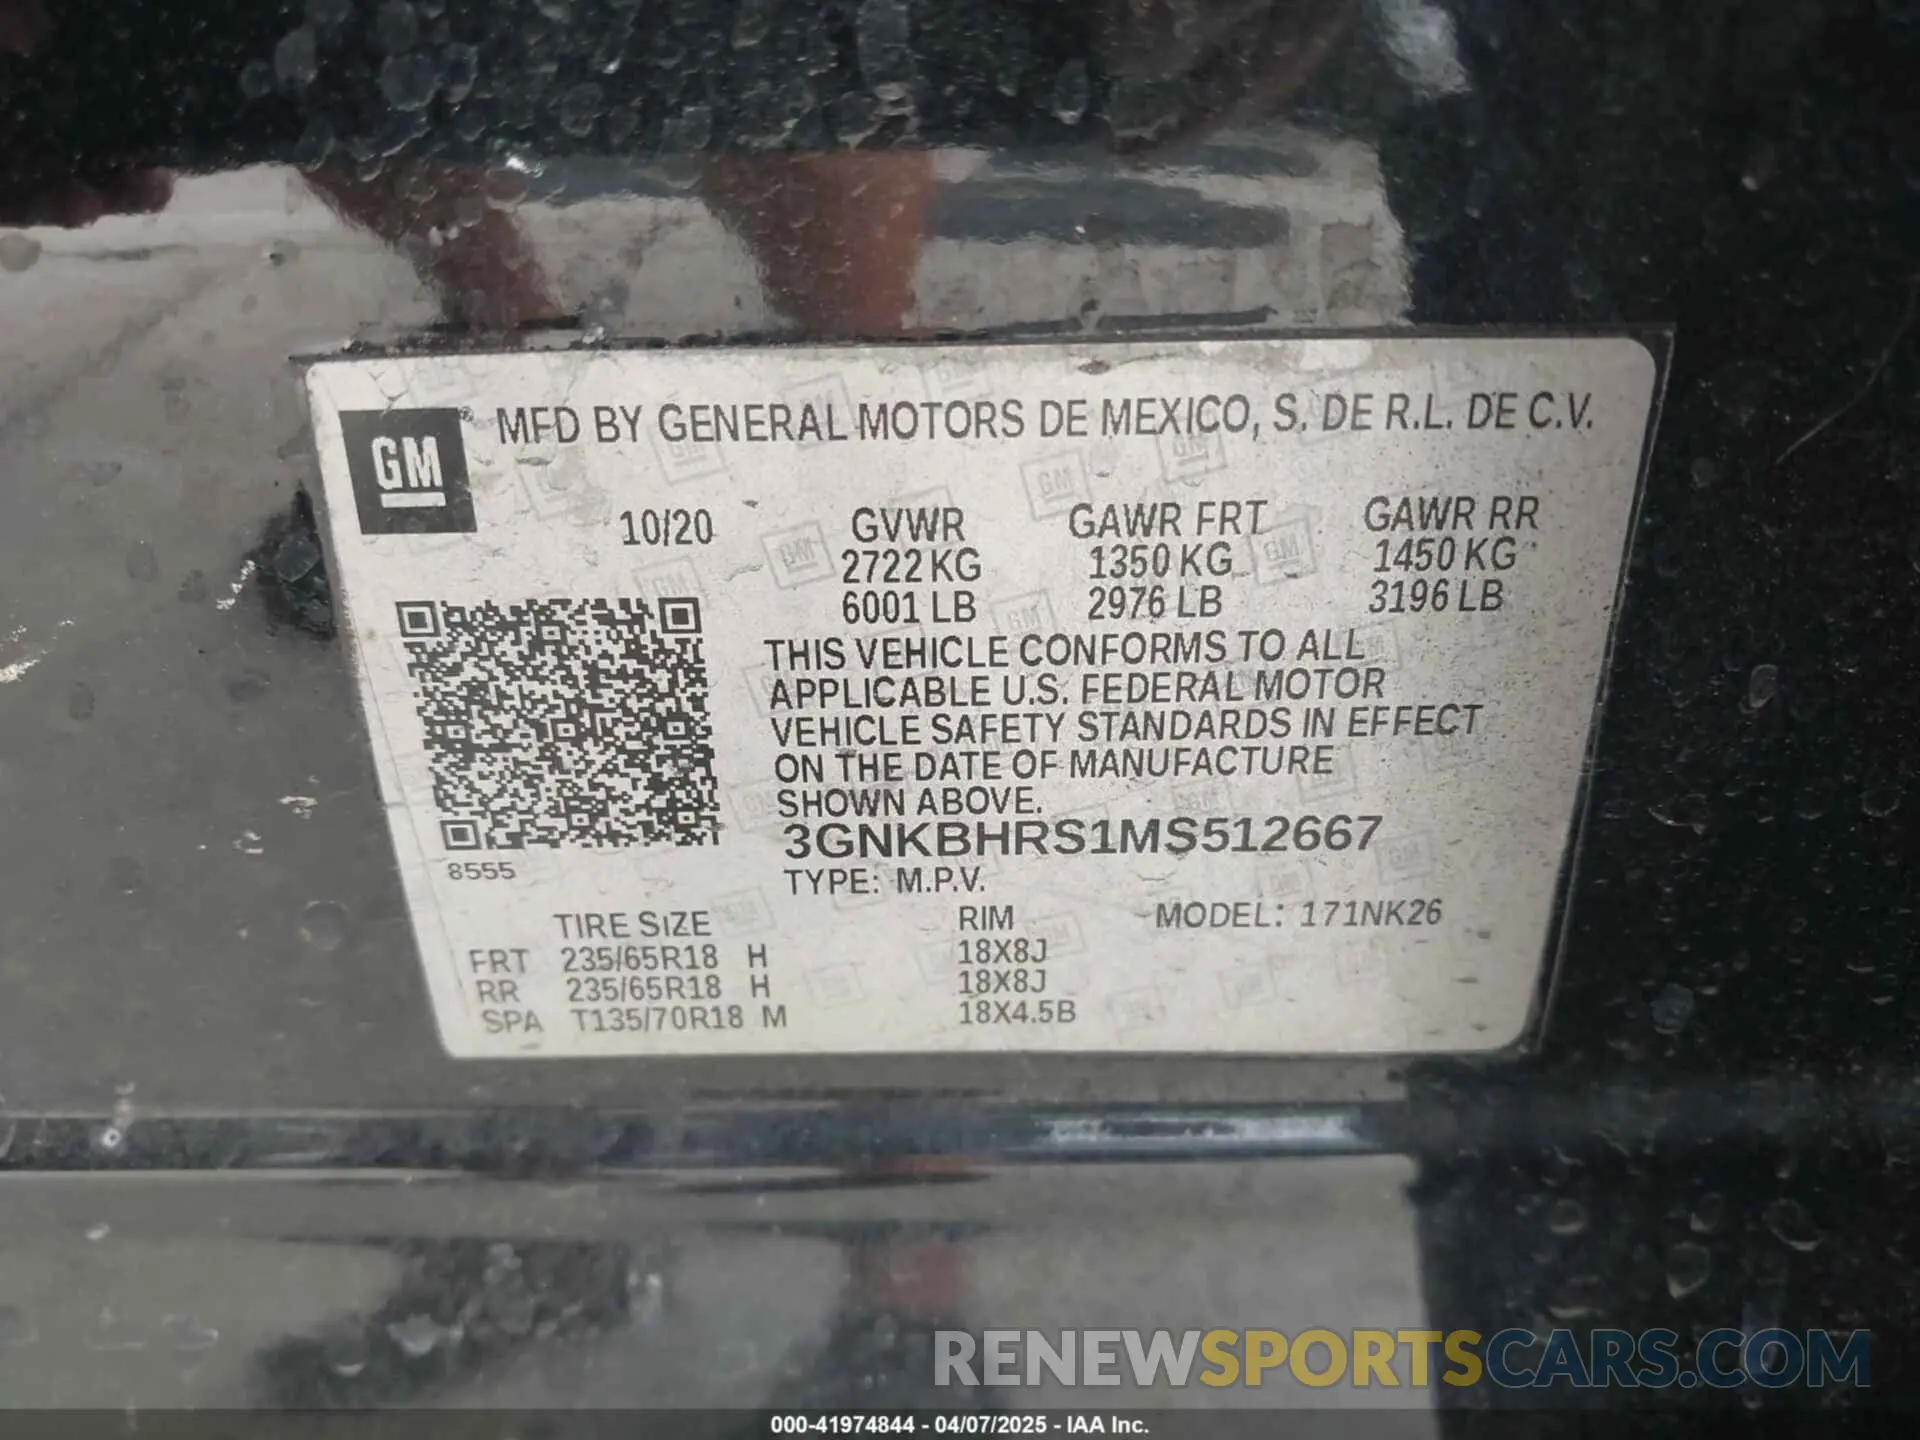 GM® MFD BY GENERAL MOTORS DE MEXICO, S. DE R.L. DE C.V.
10/20 GVWR GAWR FRT GAWR RR
2722 KG 1350 KG 1450 KG
6001 LB 2976 LB 3196 LB
THIS VEHICLE CONFORMS TO ALL
APPLICABLE U.S. FEDERAL MOTOR
VEHICLE SAFETY STANDARDS IN EFFECT
ON THE DATE OF MANUFACTURE
SHOWN ABOVE.
3GNKBHRS1MS512667
8555
TYPE: M.P.V.
TIRE SIZE RIM MODEL: 171NK26
FRT 235/65R18 H 18X8J
RR 235/65R18 H 18X8J
SPA T135/70R18 M 18X4.5B
RENEWSPORTSCARS.COM
000-41974844 - 04/07/2025 - IAA Inc.